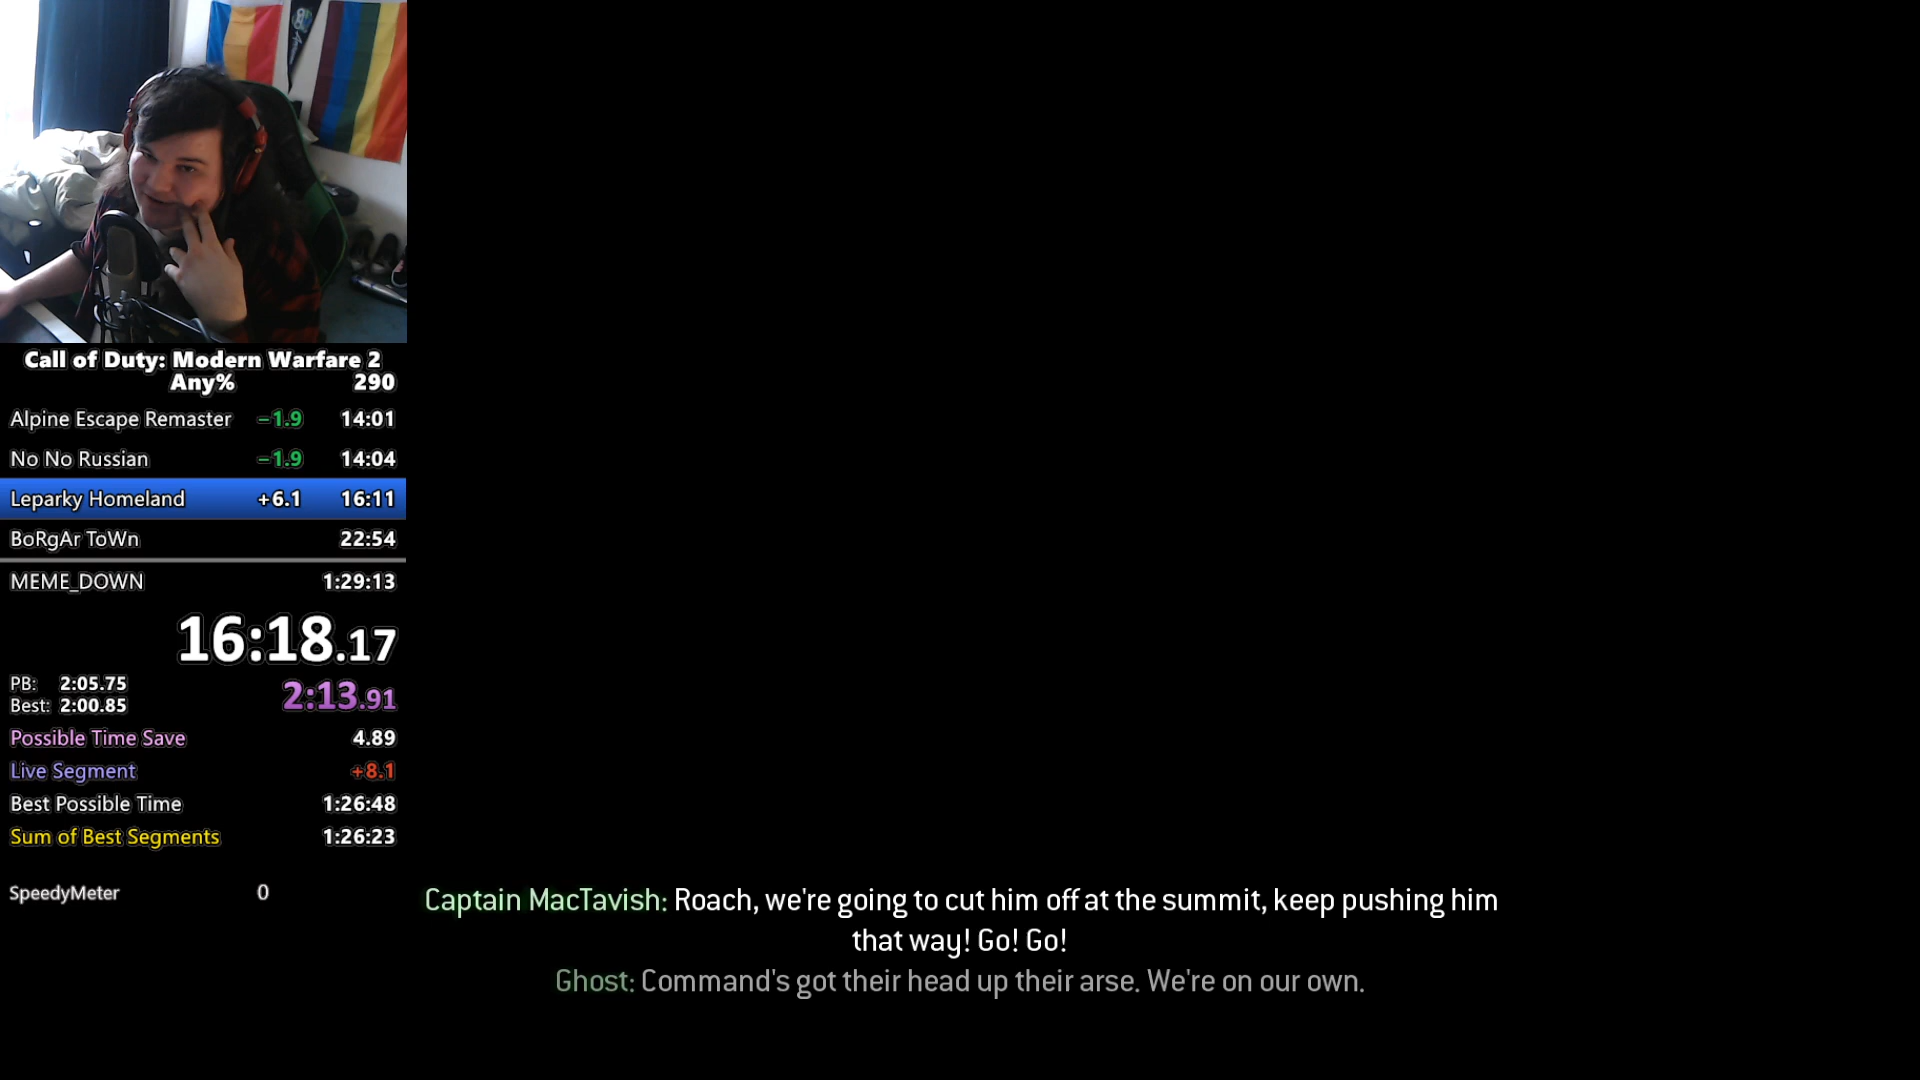 Call of Duty: Modern Warfare 2
Any% 290
Alpine Escape Remaster −1.9 14:01
No No Russian −1.9 14:04
Leparky Homeland +6.1 16:11
BoRgAr ToWn 22:54
MEME_DOWN 1:29:13
16:18.17
PB: 2:05.75
2:13.91
Best: 2:00.85
Possible Time Save 4.89
Live Segment +8.1
Best Possible Time 1:26:48
Sum of Best Segments 1:26:23
SpeedyMeter 0
Captain MacTavish: Roach, we're going to cut him off at the summit, keep pushing him
that way! Go! Go!
Ghost: Command's got their head up their arse. We're on our own.